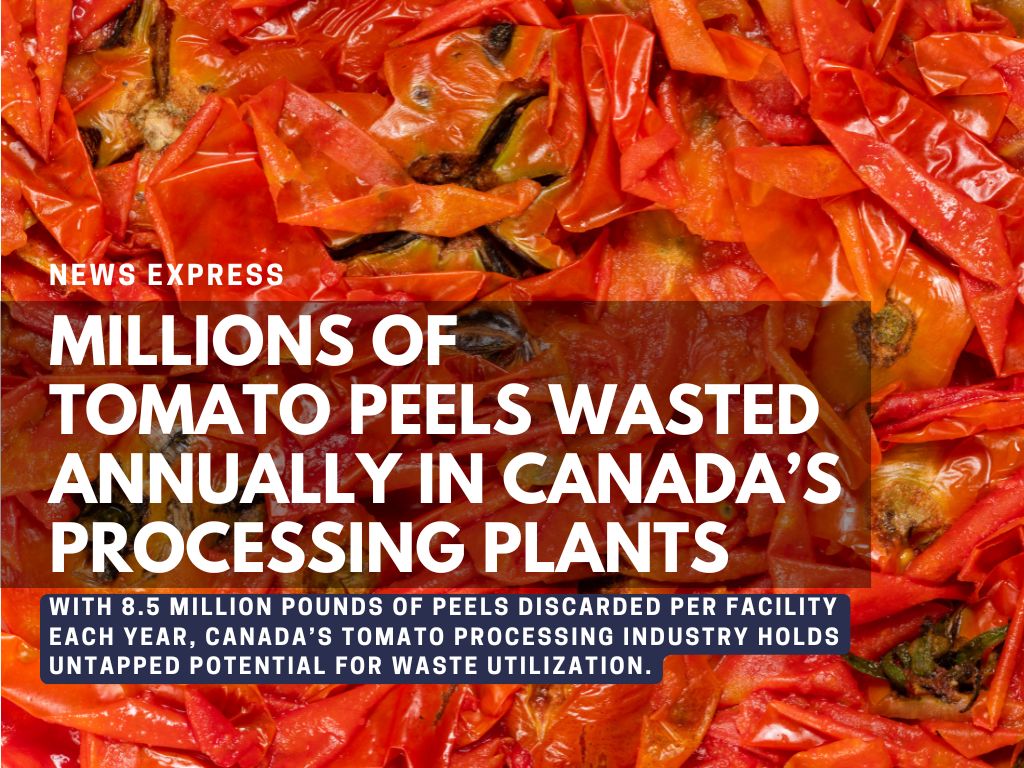 NEWS EXPRESS
MILLIONS OF
TOMATO PEELS WASTED
ANNUALLY IN CANADA’S
PROCESSING PLANTS
WITH 8.5 MILLION POUNDS OF PEELS DISCARDED PER FACILITY
EACH YEAR, CANADA’S TOMATO PROCESSING INDUSTRY HOLDS
UNTAPPED POTENTIAL FOR WASTE UTILIZATION.